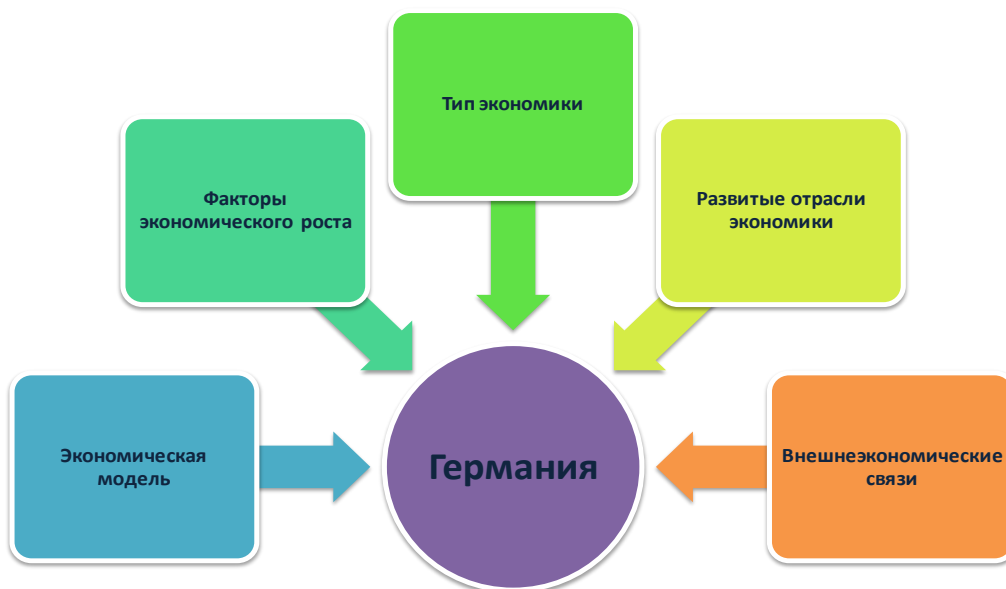 Тип экономики
Факторы
экономического роста
Развитые отрасли
экономики
Экономическая
модель
Германия
Внешнеэкономические
связи